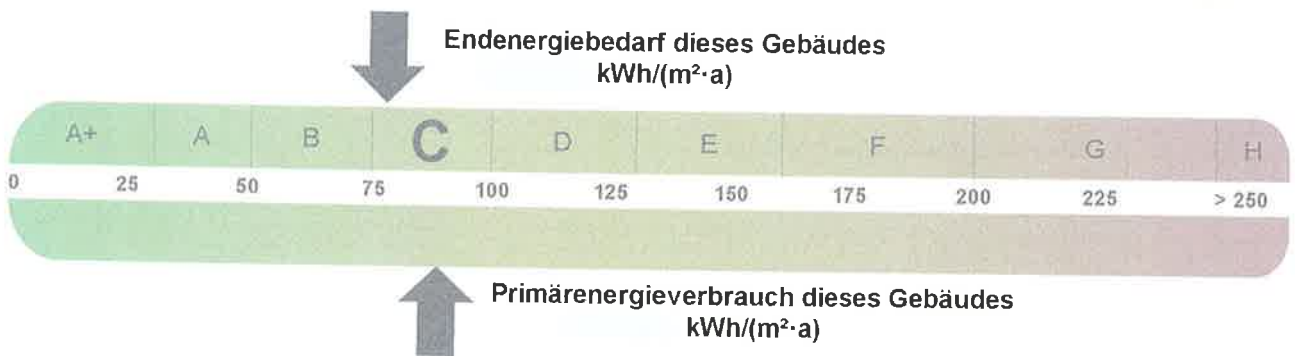 Endenergiebedarf dieses Gebäudes
kWh/(m²·a)
A+ A B C D E F G H
0 25 50 75 100 125 150 175 200 225 > 250
Primärenergieverbrauch dieses Gebäudes
kWh/(m²·a)